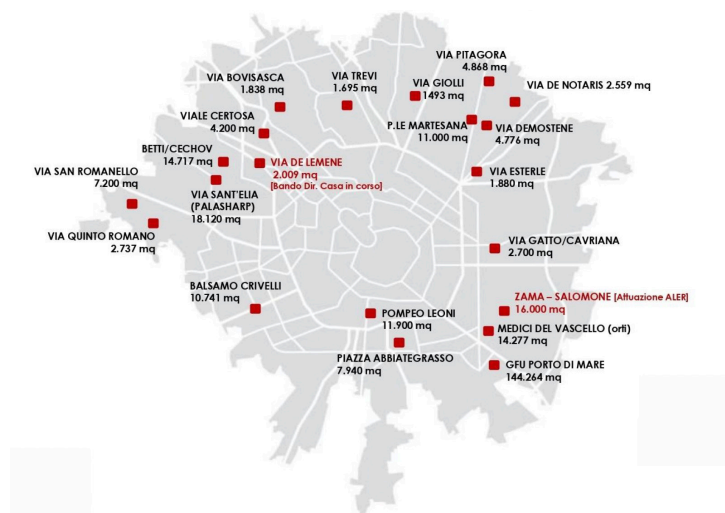 VIA PITAGORA
4.868 mq
VIA BOVISASCA
1.838 mq
VIA TREVI
1.695 mq
VIA GIOLLI
1493 mq
VIA DE NOTARIS 2.559 mq
VIALE CERTOSA
4.200 mq
P.LE MARTESANA
11.000 mq
VIA DEMOSTENE
4.776 mq
BETTI/CECHOV
14.717 mq
VIA DE LEMENE
2.009 mq
[Bando Dir. Casa in corso]
VIA SAN ROMANELLO
7.200 mq
VIA ESTERLE
1.880 mq
VIA SANT'ELIA
(PALASHARP)
18.120 mq
VIA QUINTO ROMANO
2.737 mq
VIA GATTO/CAVRIANA
2.700 mq
BALSAMO CRIVELLI
10.741 mq
ZAMA – SALOMONE [Attuazione ALER]
16.000 mq
POMPEO LEONI
11.900 mq
MEDICI DEL VASCELLO (orti)
14.277 mq
PIAZZA ABBIATEGRASSO
7.940 mq
GFU PORTO DI MARE
144.264 mq